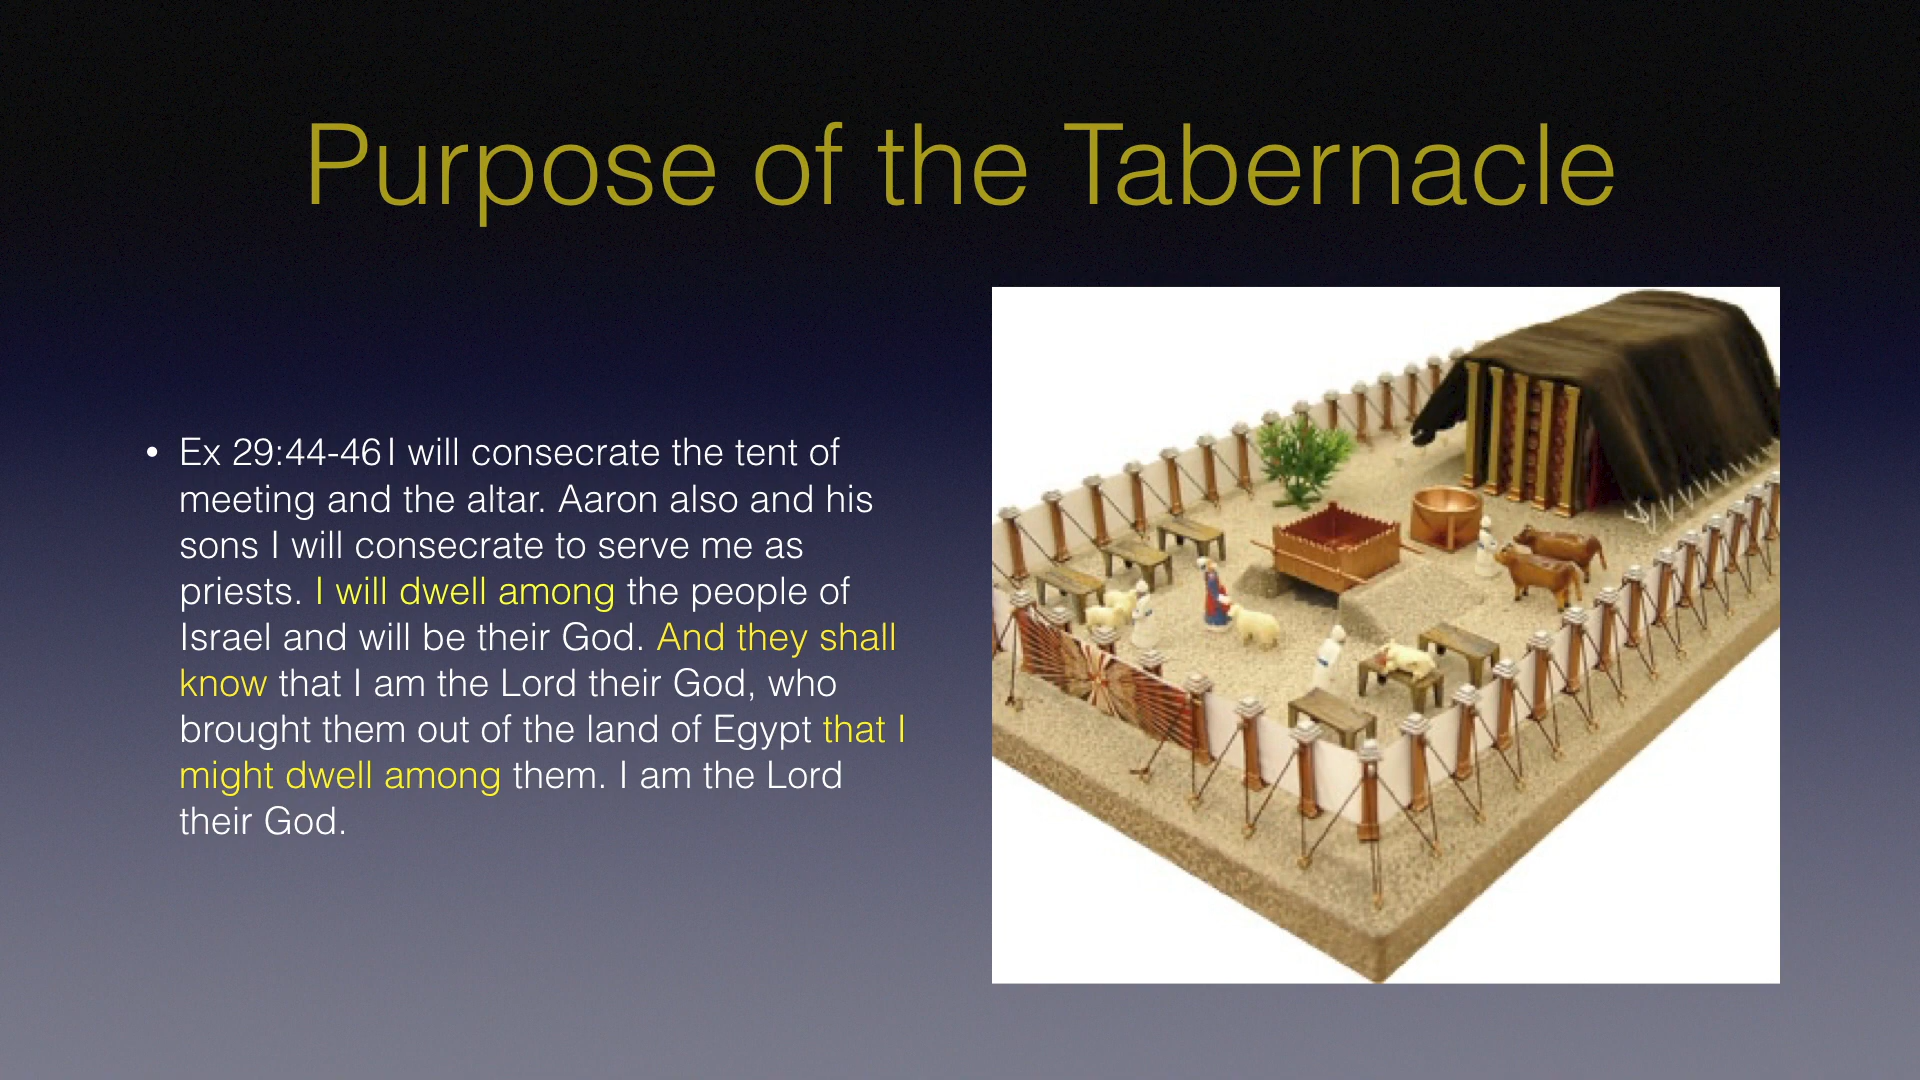 Purpose of the Tabernacle
• Ex 29:44-46 I will consecrate the tent of
meeting and the altar. Aaron also and his
sons I will consecrate to serve me as
priests. I will dwell among the people of
Israel and will be their God. And they shall
know that I am the Lord their God, who
brought them out of the land of Egypt that I
might dwell among them. I am the Lord
their God.